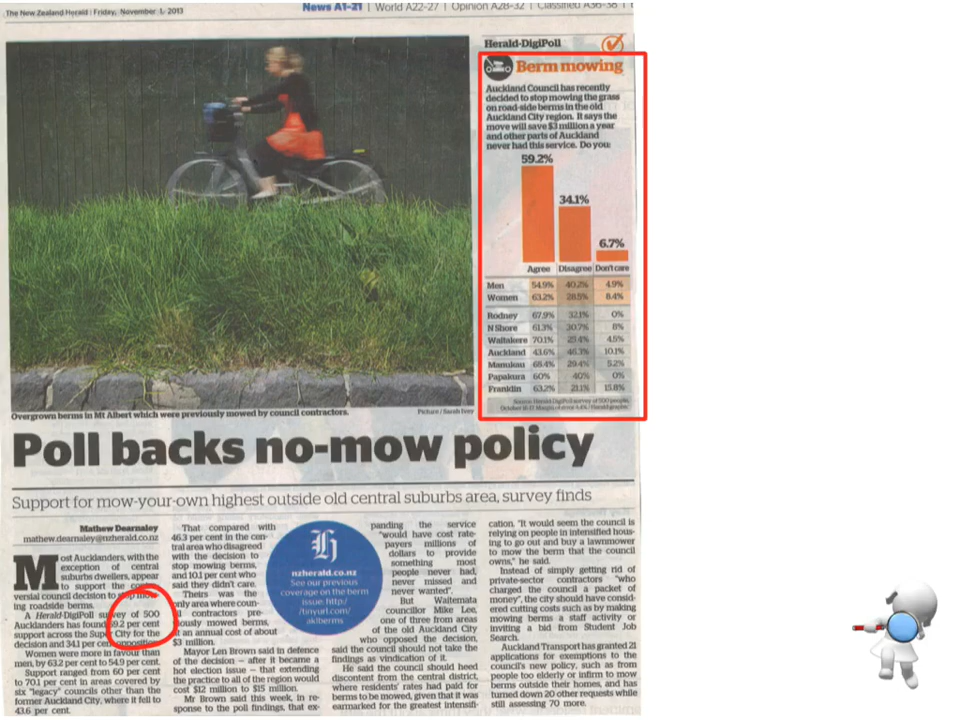 The New Zealand Herald | Friday, November 1, 2013
News A1-21 | World A22-27 | Opinion A28-32 | Classified A36-38 |
Herald-DigiPoll
Berm mowing
Auckland Council has recently
decided to stop mowing the grass
on road-side berms in the old
Auckland City region. It says the
move will save $3 million a year
and other parts of Auckland
never had this service. Do you:
59.2%
34.1%
6.7%
Agree Disagree Don't care
Men 54.9% 40.2% 4.9%
Women 63.2% 28.5% 8.4%
Rodney 67.9% 32.1% 0%
N Shore 61.3% 30.7% 8%
Waitakere 70.1% 23.4% 4.5%
Auckland 43.6% 46.3% 10.1%
Manukau 65.4% 29.4% 5.2%
Papakura 60% 40% 0%
Franklin 63.2% 21.1% 15.8%
Source: Herald-DigiPoll survey of 500 people,
Overgrown berms in Mt Albert which were previously mowed by council contractors.
Picture / Sarah Ivey
Poll backs no-mow policy
Support for mow-your-own highest outside old central suburbs area, survey finds
Mathew Dearnaley
mathew.dearnaley@nzherald.co.nz
Most Aucklanders, with the
exception of central
suburbs dwellers, appear
to support the contro-
versial council decision to stop mow-
ing roadside berms.
A Herald-DigiPoll survey of 500
Aucklanders has found 59.2 per cent
support across the Super City for the
decision and 34.1 per cent opposition.
Women were more in favour than
men, by 63.2 per cent to 54.9 per cent.
Support ranged from 60 per cent
to 70.1 per cent in areas covered by
six "legacy" councils other than the
former Auckland City, where it fell to
43.6 per cent.
That compared with
46.3 per cent in the cen-
tral area who disagreed
with the decision to
stop mowing berms,
and 10.1 per cent who
said they didn't care.
Theirs was the
only area where coun-
cil contractors pre-
viously mowed berms,
at an annual cost of about
$3 million.
Mayor Len Brown said in defence
of the decision – after it became a
hot election issue – that extending
the practice to all of the region would
cost $12 million to $15 million.
Mr Brown said this week, in re-
sponse to the poll findings, that ex-
nzherald.co.nz
See our previous
coverage on the berm
issue: http:/
/tinyurl.com/
aklberms
panding the service
"would have cost rate-
payers millions of
dollars to provide
something most
people never had,
never missed and
never wanted".
But Waitemata
councillor Mike Lee,
one of three from areas
of the old Auckland City
who opposed the decision,
said the council should not take the
findings as vindication of it.
He said the council should heed
discontent from the central district,
where residents' rates had paid for
berms to be mowed, given that it was
earmarked for the greatest intensifi-
cation. "It would seem the council is
relying on people in intensified hous-
ing to go out and buy a lawnmower
to mow the berm that the council
owns," he said.
Instead of simply getting rid of
private-sector contractors "who
charged the council a packet of
money", the city should have consid-
ered cutting costs such as by making
mowing berms a staff activity or
inviting a bid from Student Job
Search.
Auckland Transport has granted 21
applications for exemptions to the
council's new policy, such as from
people too elderly or infirm to mow
berms outside their homes, and has
turned down 20 other requests while
still assessing 70 more.